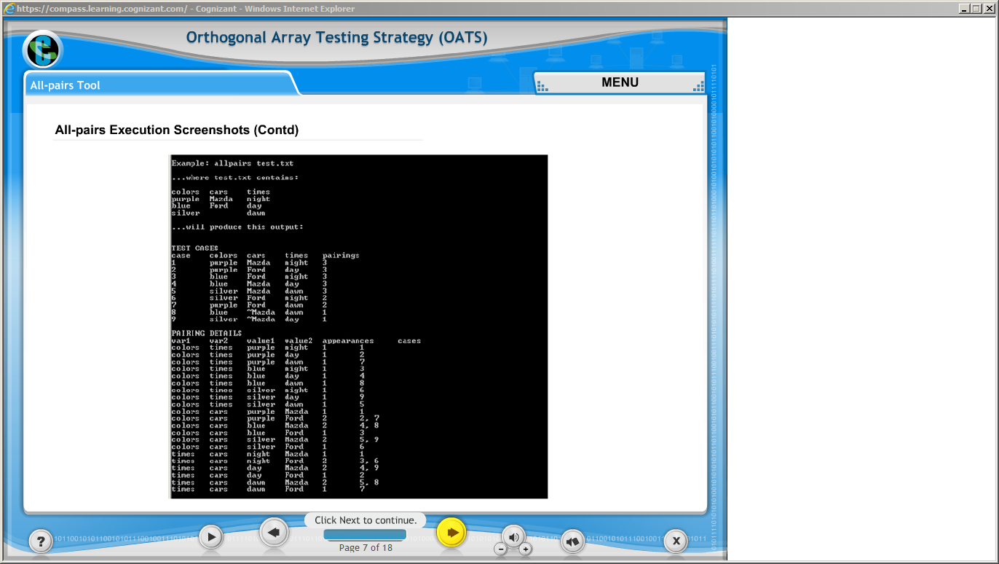 https://compass.learning.cognizant.com/ - Cognizant - Windows Internet Explorer
Orthogonal Array Testing Strategy (OATS)
All-pairs Tool
MENU
All-pairs Execution Screenshots (Contd)
Example: allpairs test.txt
...where test.txt contains:
colors cars times
purple Mazda night
blue Ford day
silver dawn
...will produce this output:
TEST CASES
case colors cars times pairings
1 purple Mazda night 3
2 purple Ford day 3
3 blue Ford night 3
4 blue Mazda day 3
5 silver Mazda dawn 3
6 silver Ford night 2
7 purple Ford dawn 2
8 blue ~Mazda dawn 1
9 silver ~Mazda day 1
PAIRING DETAILS
var1 var2 value1 value2 appearances cases
colors times purple night 1 1
colors times purple day 1 2
colors times purple dawn 1 7
colors times blue night 1 3
colors times blue day 1 4
colors times blue dawn 1 8
colors times silver night 1 6
colors times silver day 1 9
colors times silver dawn 1 5
colors cars purple Mazda 1 1
colors cars purple Ford 2 2, 7
colors cars blue Mazda 2 4, 8
colors cars blue Ford 1 3
colors cars silver Mazda 2 5, 9
colors cars silver Ford 1 6
times cars night Mazda 1 1
times cars night Ford 2 3, 6
times cars day Mazda 2 4, 9
times cars day Ford 1 2
times cars dawn Mazda 2 5, 8
times cars dawn Ford 1 7
Click Next to continue.
Page 7 of 18